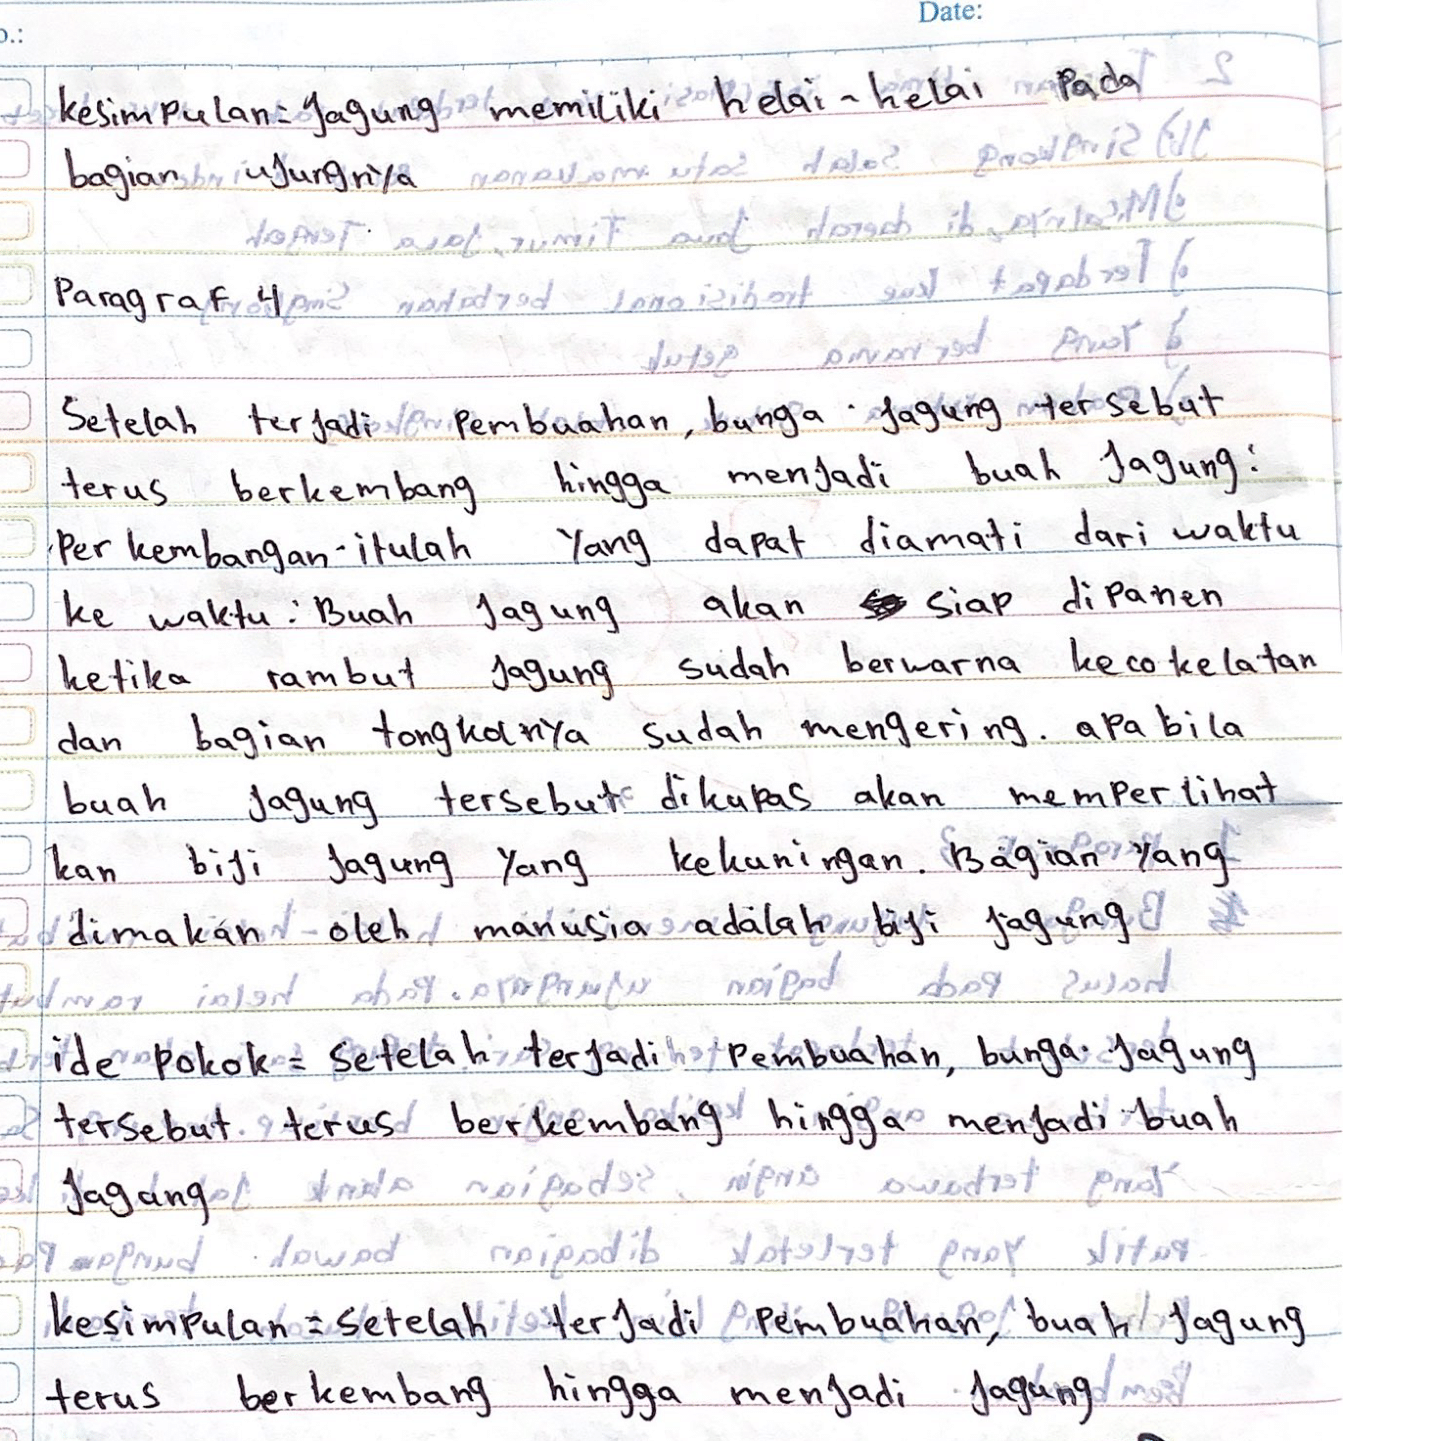 Date:
o.:
kesimpulan = Jagung memiliki helai-helai pada
bagian ujungnya
Paragraf 4
Setelah terjadi pembuahan, bunga jagung tersebut
terus berkembang hingga menjadi buah Jagung.
Perkembangan itulah yang dapat diamati dari waktu
ke waktu. Buah Jagung akan siap dipanen
ketika rambut Jagung sudah berwarna kecokelatan
dan bagian tongkolnya sudah mengering. apabila
buah Jagung tersebut dikupas akan memperlihat
kan biji Jagung yang kekuningan. Bagian yang
dimakan oleh manusia adalah biji jagung
ide pokok = Setelah terjadi pembuahan, bunga Jagung
tersebut terus berkembang hingga menjadi buah
Jagang
kesimpulan = Setelah terjadi pembuahan, buah Jagung
terus berkembang hingga menjadi Jagung